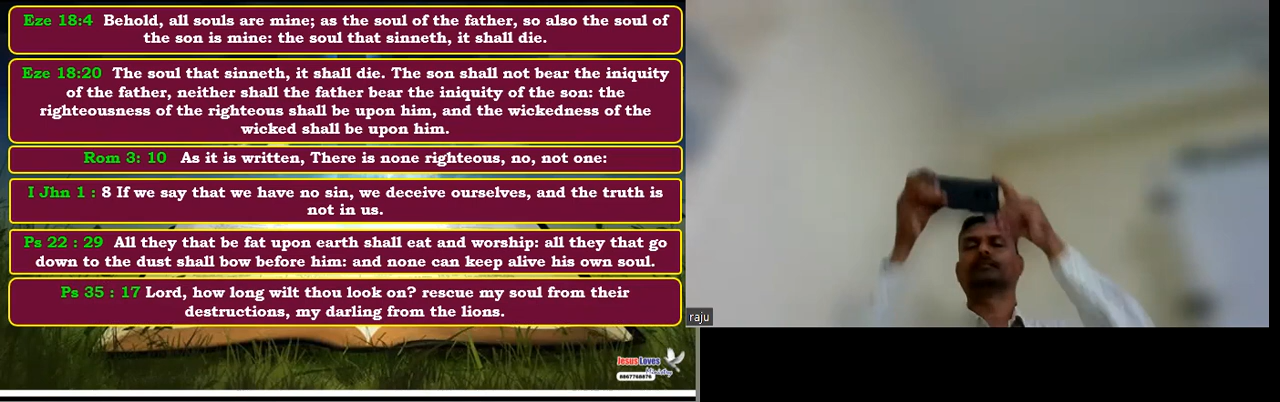 Eze 18:4 Behold, all souls are mine; as the soul of the father, so also the soul of
the son is mine: the soul that sinneth, it shall die.
Eze 18:20 The soul that sinneth, it shall die. The son shall not bear the iniquity
of the father, neither shall the father bear the iniquity of the son: the
righteousness of the righteous shall be upon him, and the wickedness of the
wicked shall be upon him.
Rom 3: 10 As it is written, There is none righteous, no, not one:
I Jhn 1 : 8 If we say that we have no sin, we deceive ourselves, and the truth is
not in us.
Ps 22 : 29 All they that be fat upon earth shall eat and worship: all they that go
down to the dust shall bow before him: and none can keep alive his own soul.
Ps 35 : 17 Lord, how long wilt thou look on? rescue my soul from their
destructions, my darling from the lions.
raju
Jesus Loves
Ministry